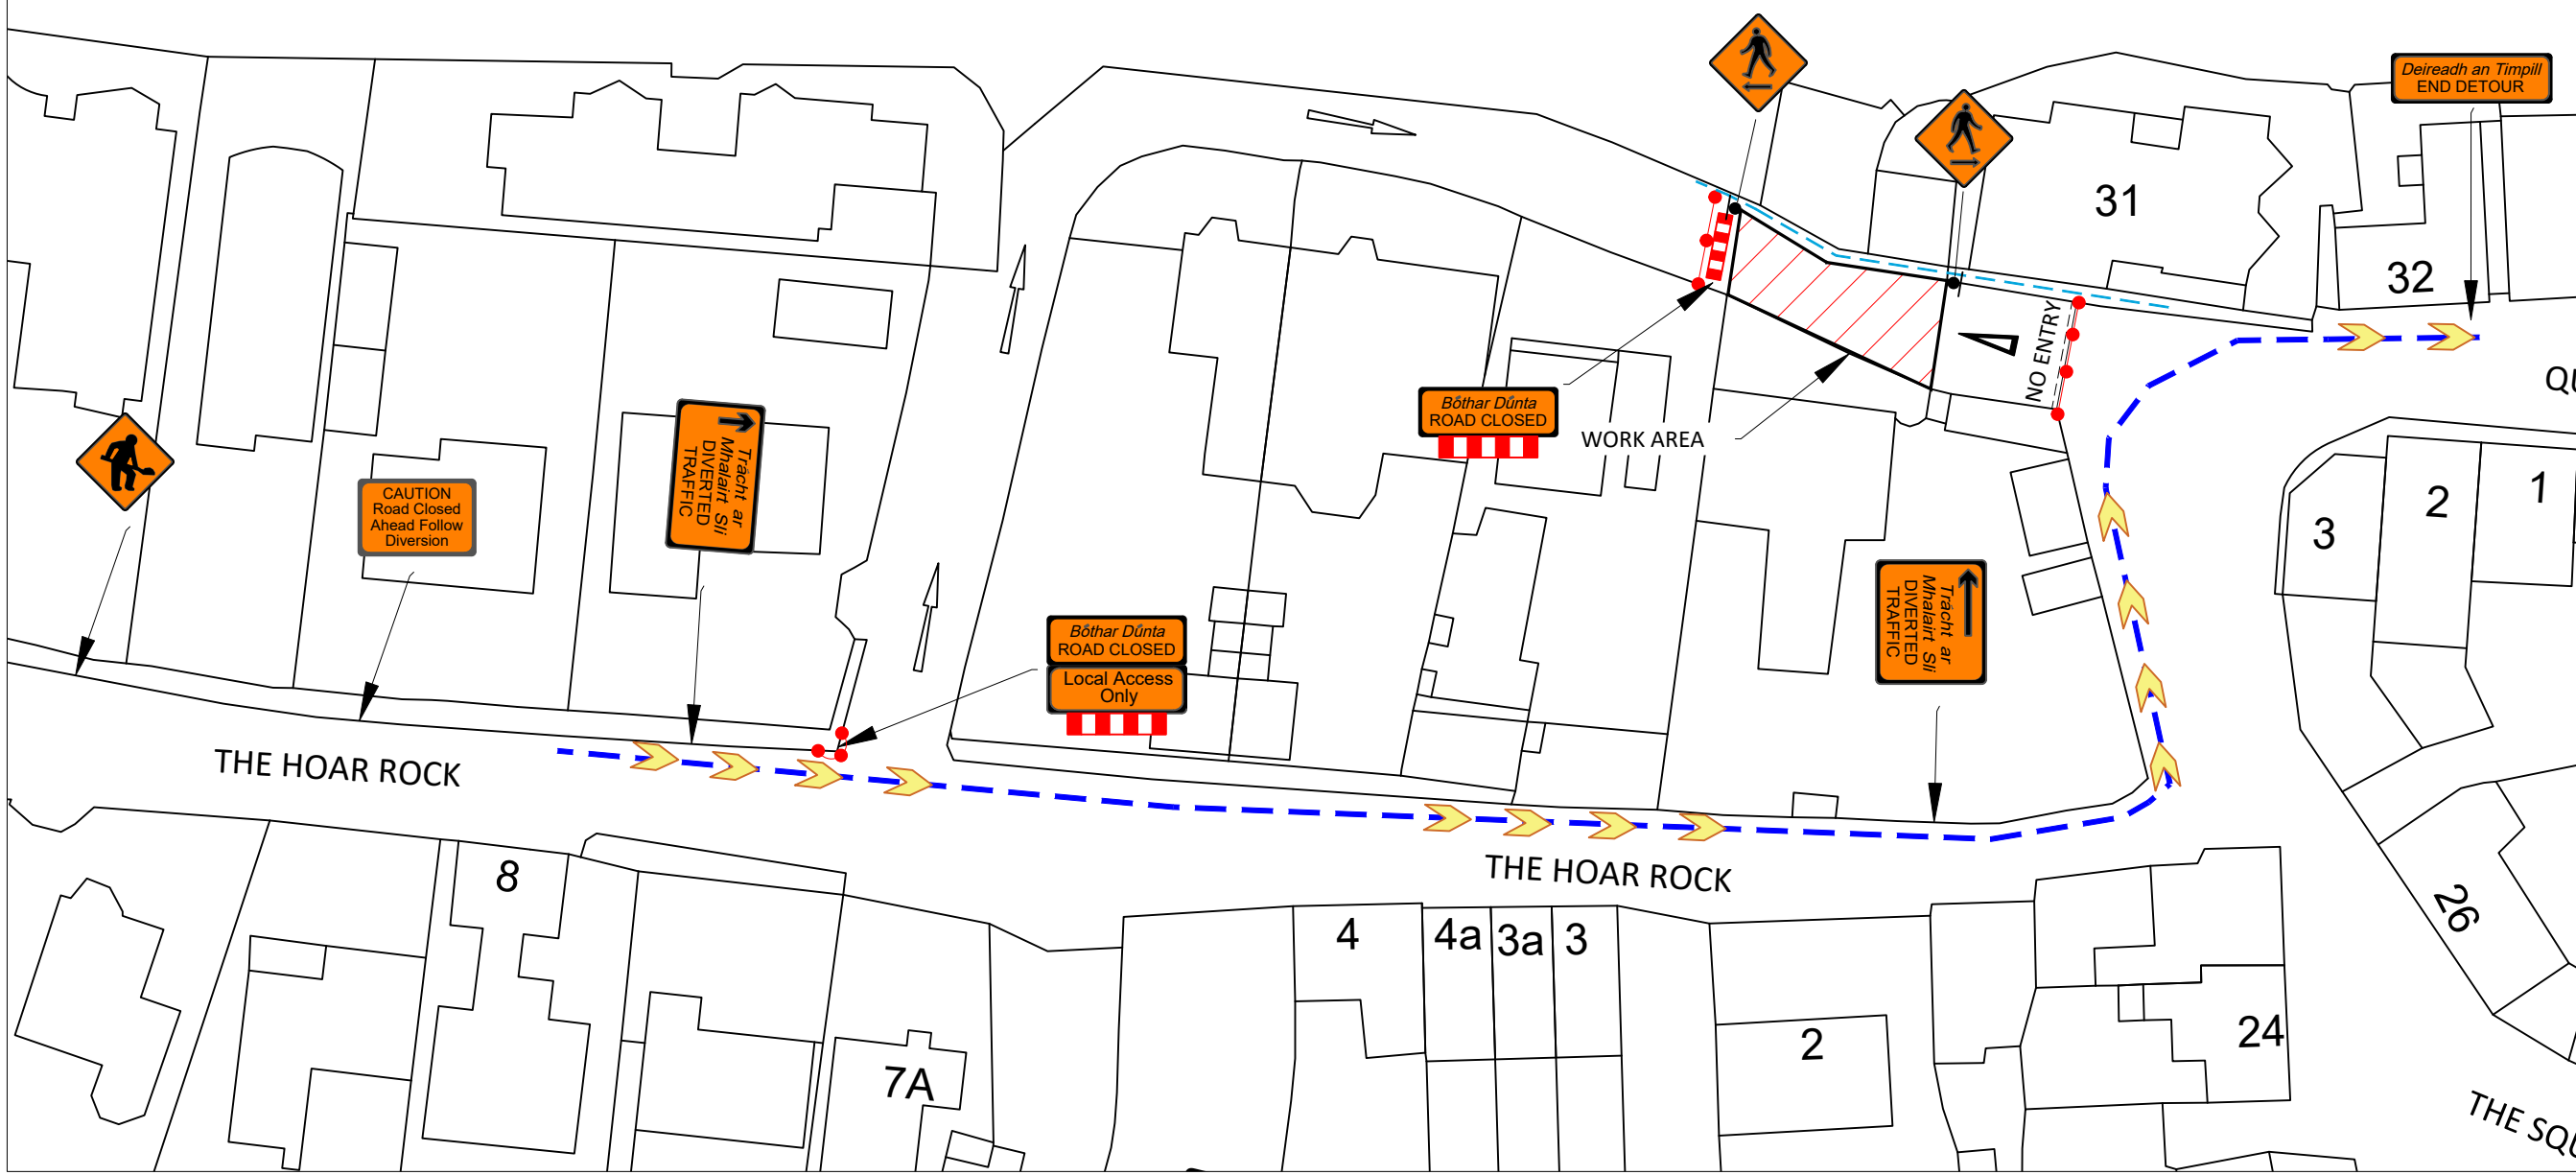 Deireadh an Timpill
END DETOUR
31
32
NO ENTRY
Bóthar Dúnta
ROAD CLOSED
WORK AREA
CAUTION
Road Closed
Ahead Follow
Diversion
Trácht ar
Mhalairt Slí
DIVERTED
TRAFFIC
Bóthar Dúnta
ROAD CLOSED
Local Access
Only
Trácht ar
Mhalairt Slí
DIVERTED
TRAFFIC
3
2
1
THE HOAR ROCK
THE HOAR ROCK
8
4
4a
3a
3
2
7A
24
26
THE SQU
QU